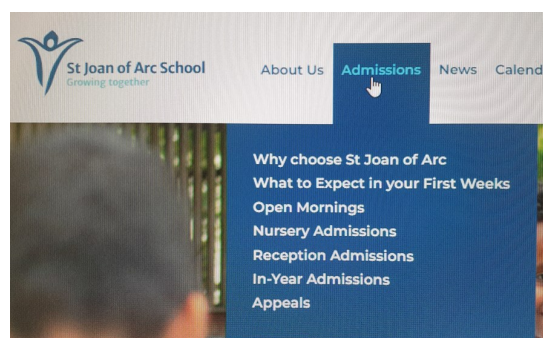 St Joan of Arc School
Growing together
About Us Admissions News Calend
Why choose St Joan of Arc
What to Expect in your First Weeks
Open Mornings
Nursery Admissions
Reception Admissions
In-Year Admissions
Appeals